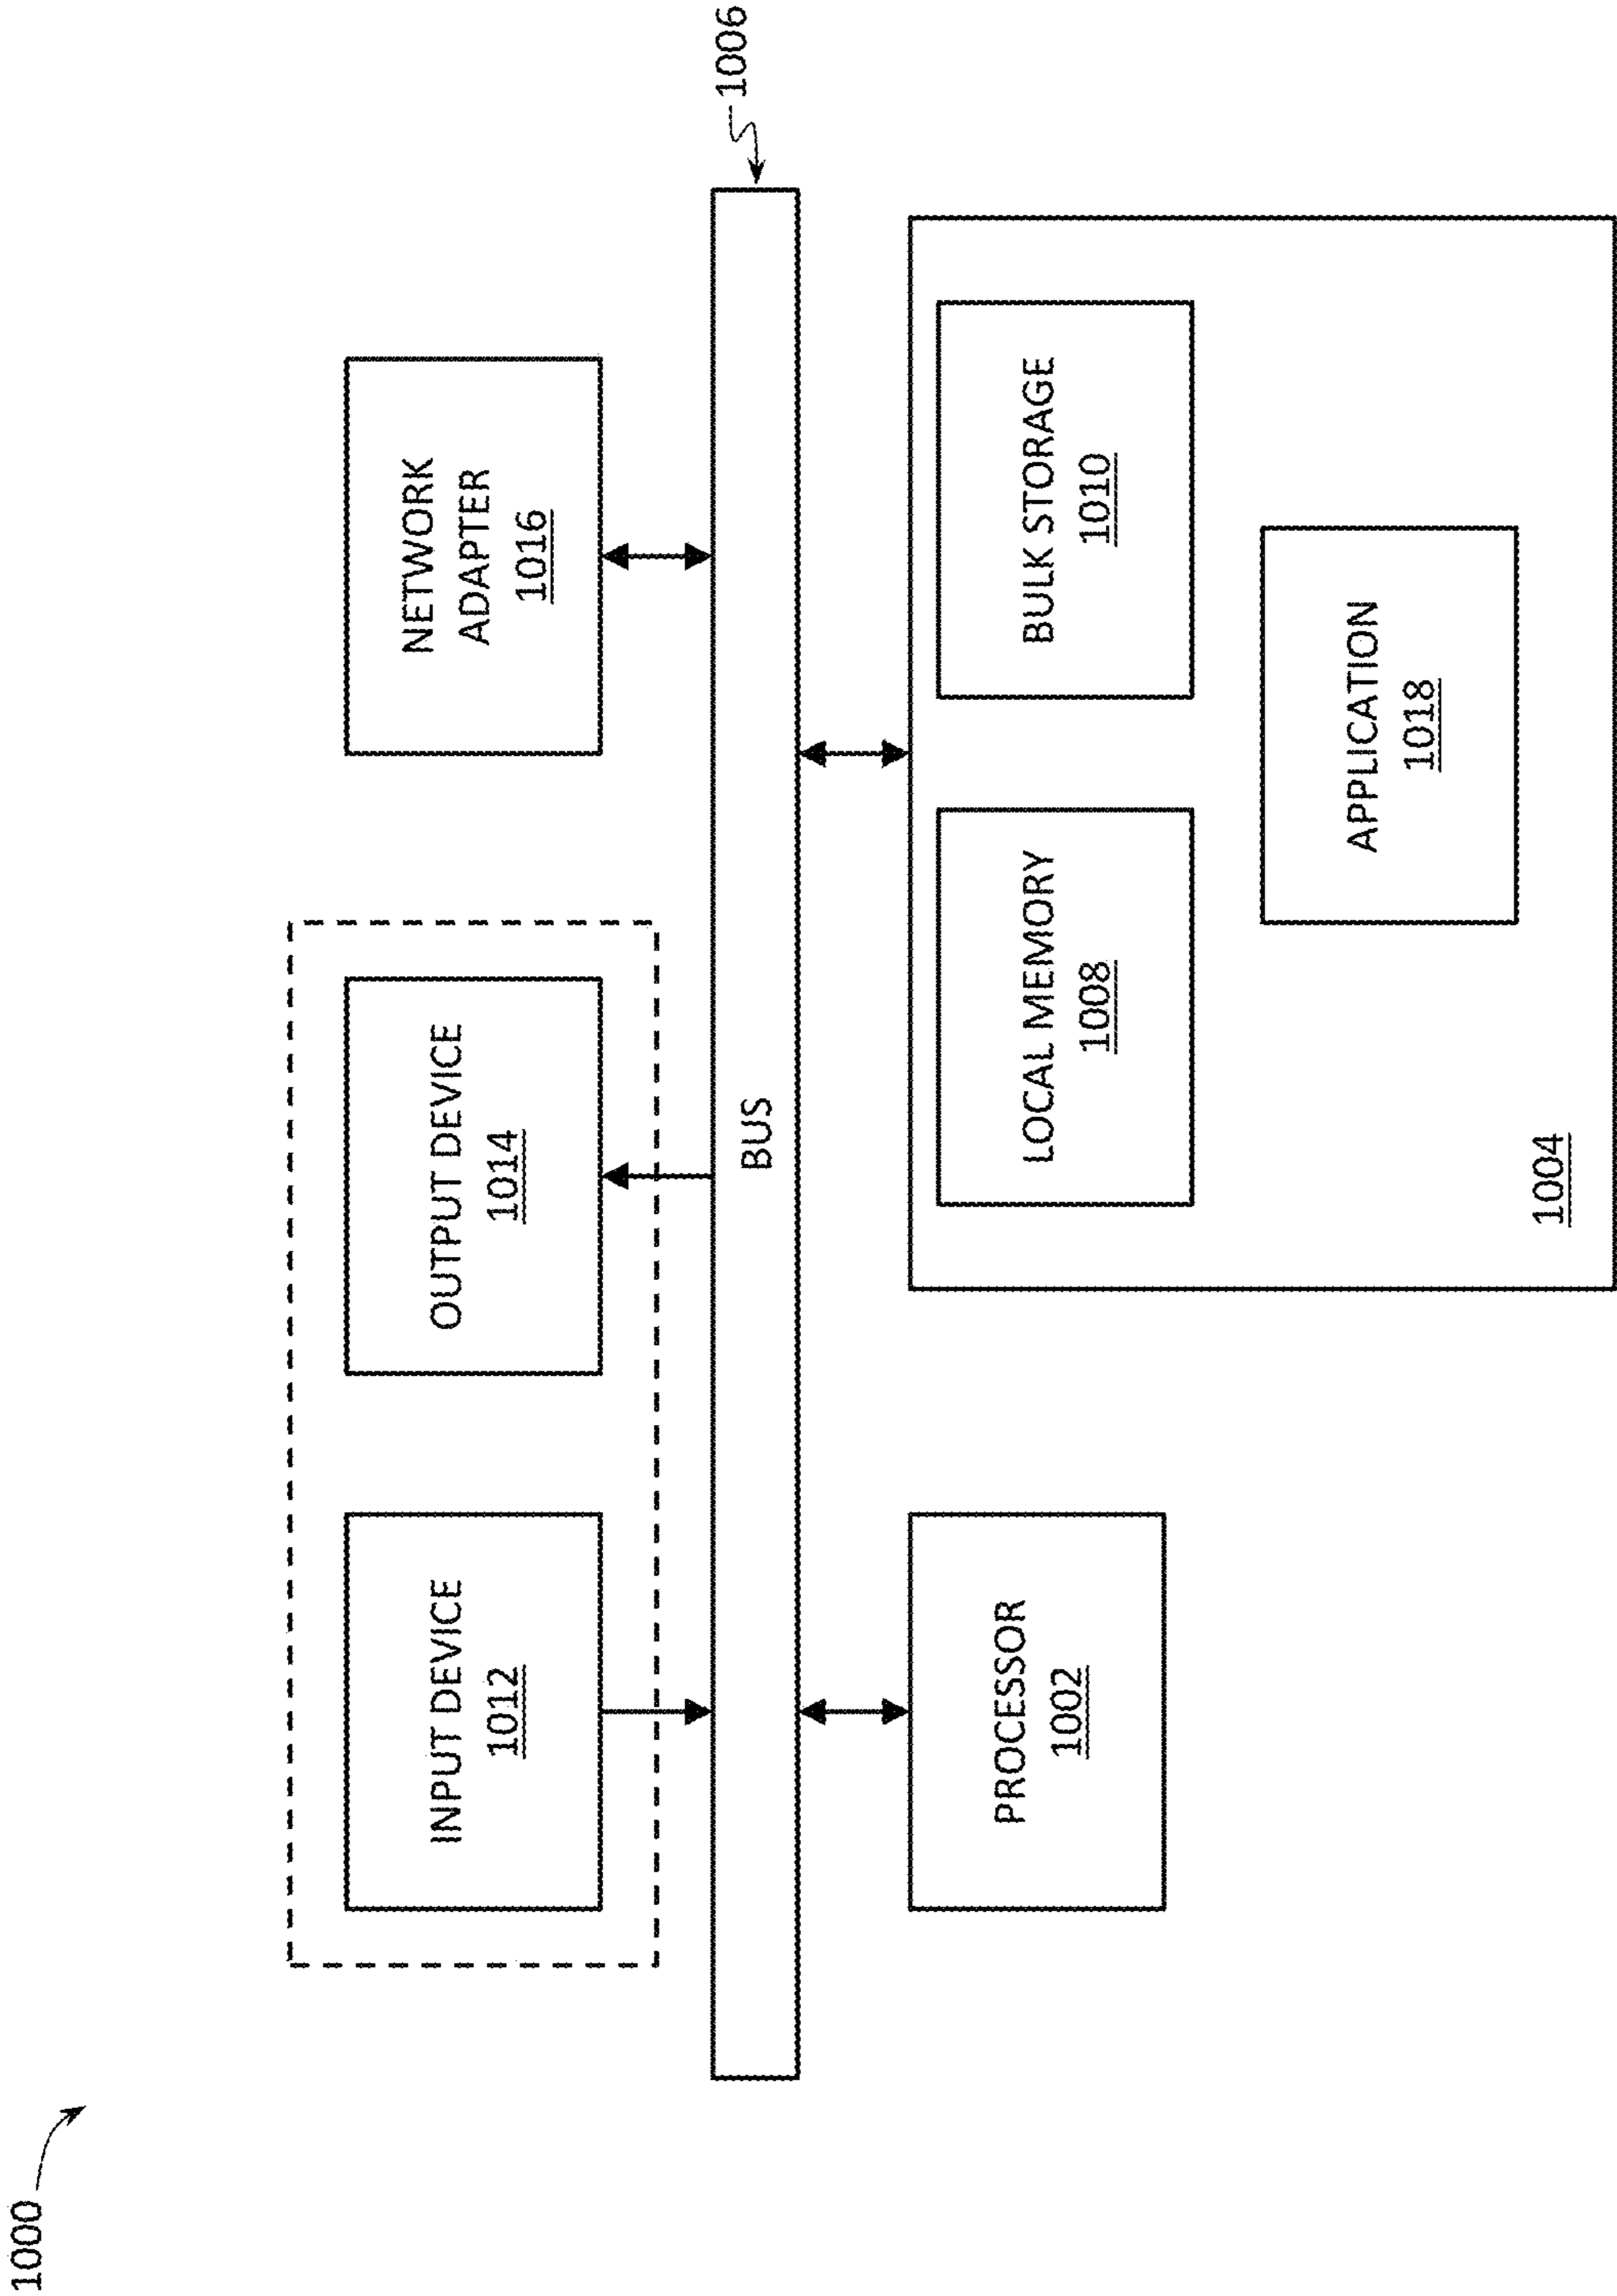 1000
INPUT DEVICE
1012
OUTPUT DEVICE
1014
NETWORK
ADAPTER
1016
BUS
1006
PROCESSOR
1002
LOCAL MEMORY
1008
BULK STORAGE
1010
APPLICATION
1018
1004